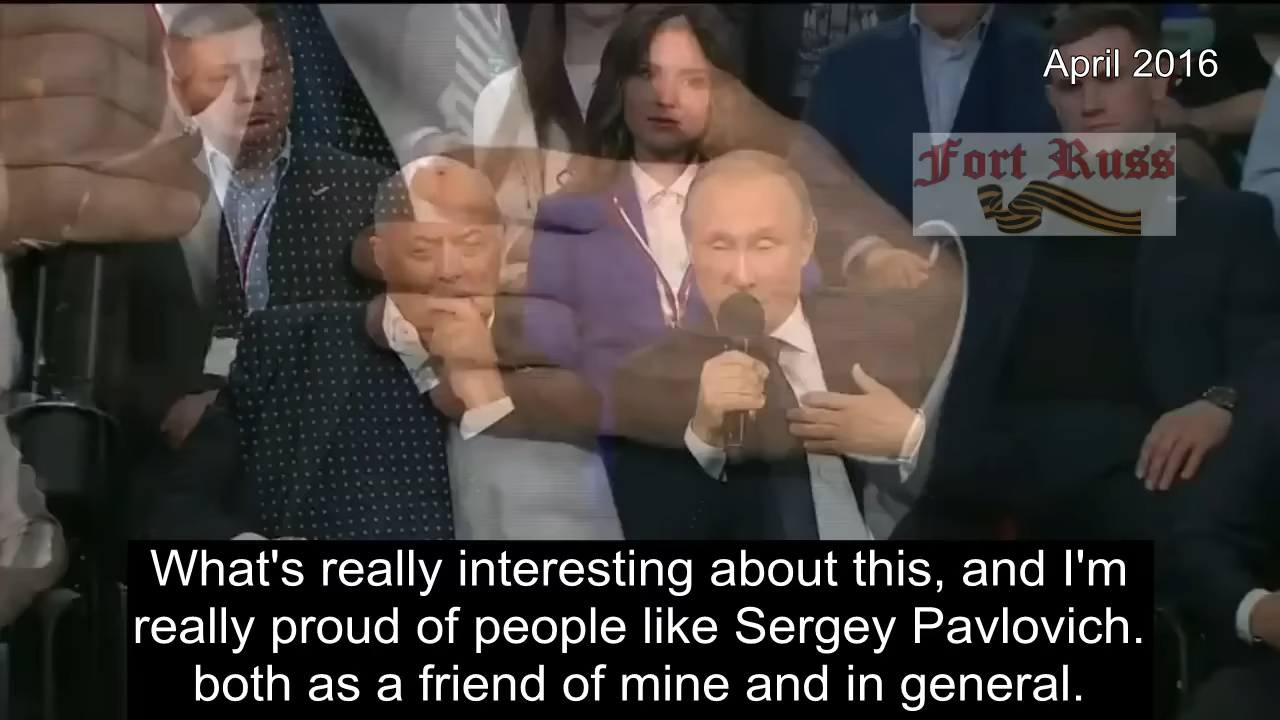 April 2016
Fort Russ
What's really interesting about this, and I'm
really proud of people like Sergey Pavlovich.
both as a friend of mine and in general.